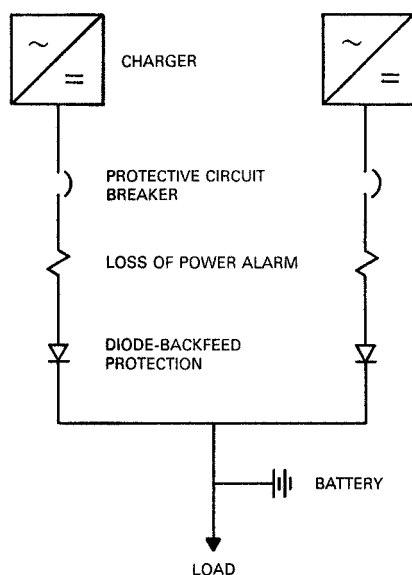 CHARGER
PROTECTIVE CIRCUIT
BREAKER
LOSS OF POWER ALARM
DIODE-BACKFEED
PROTECTION
BATTERY
LOAD